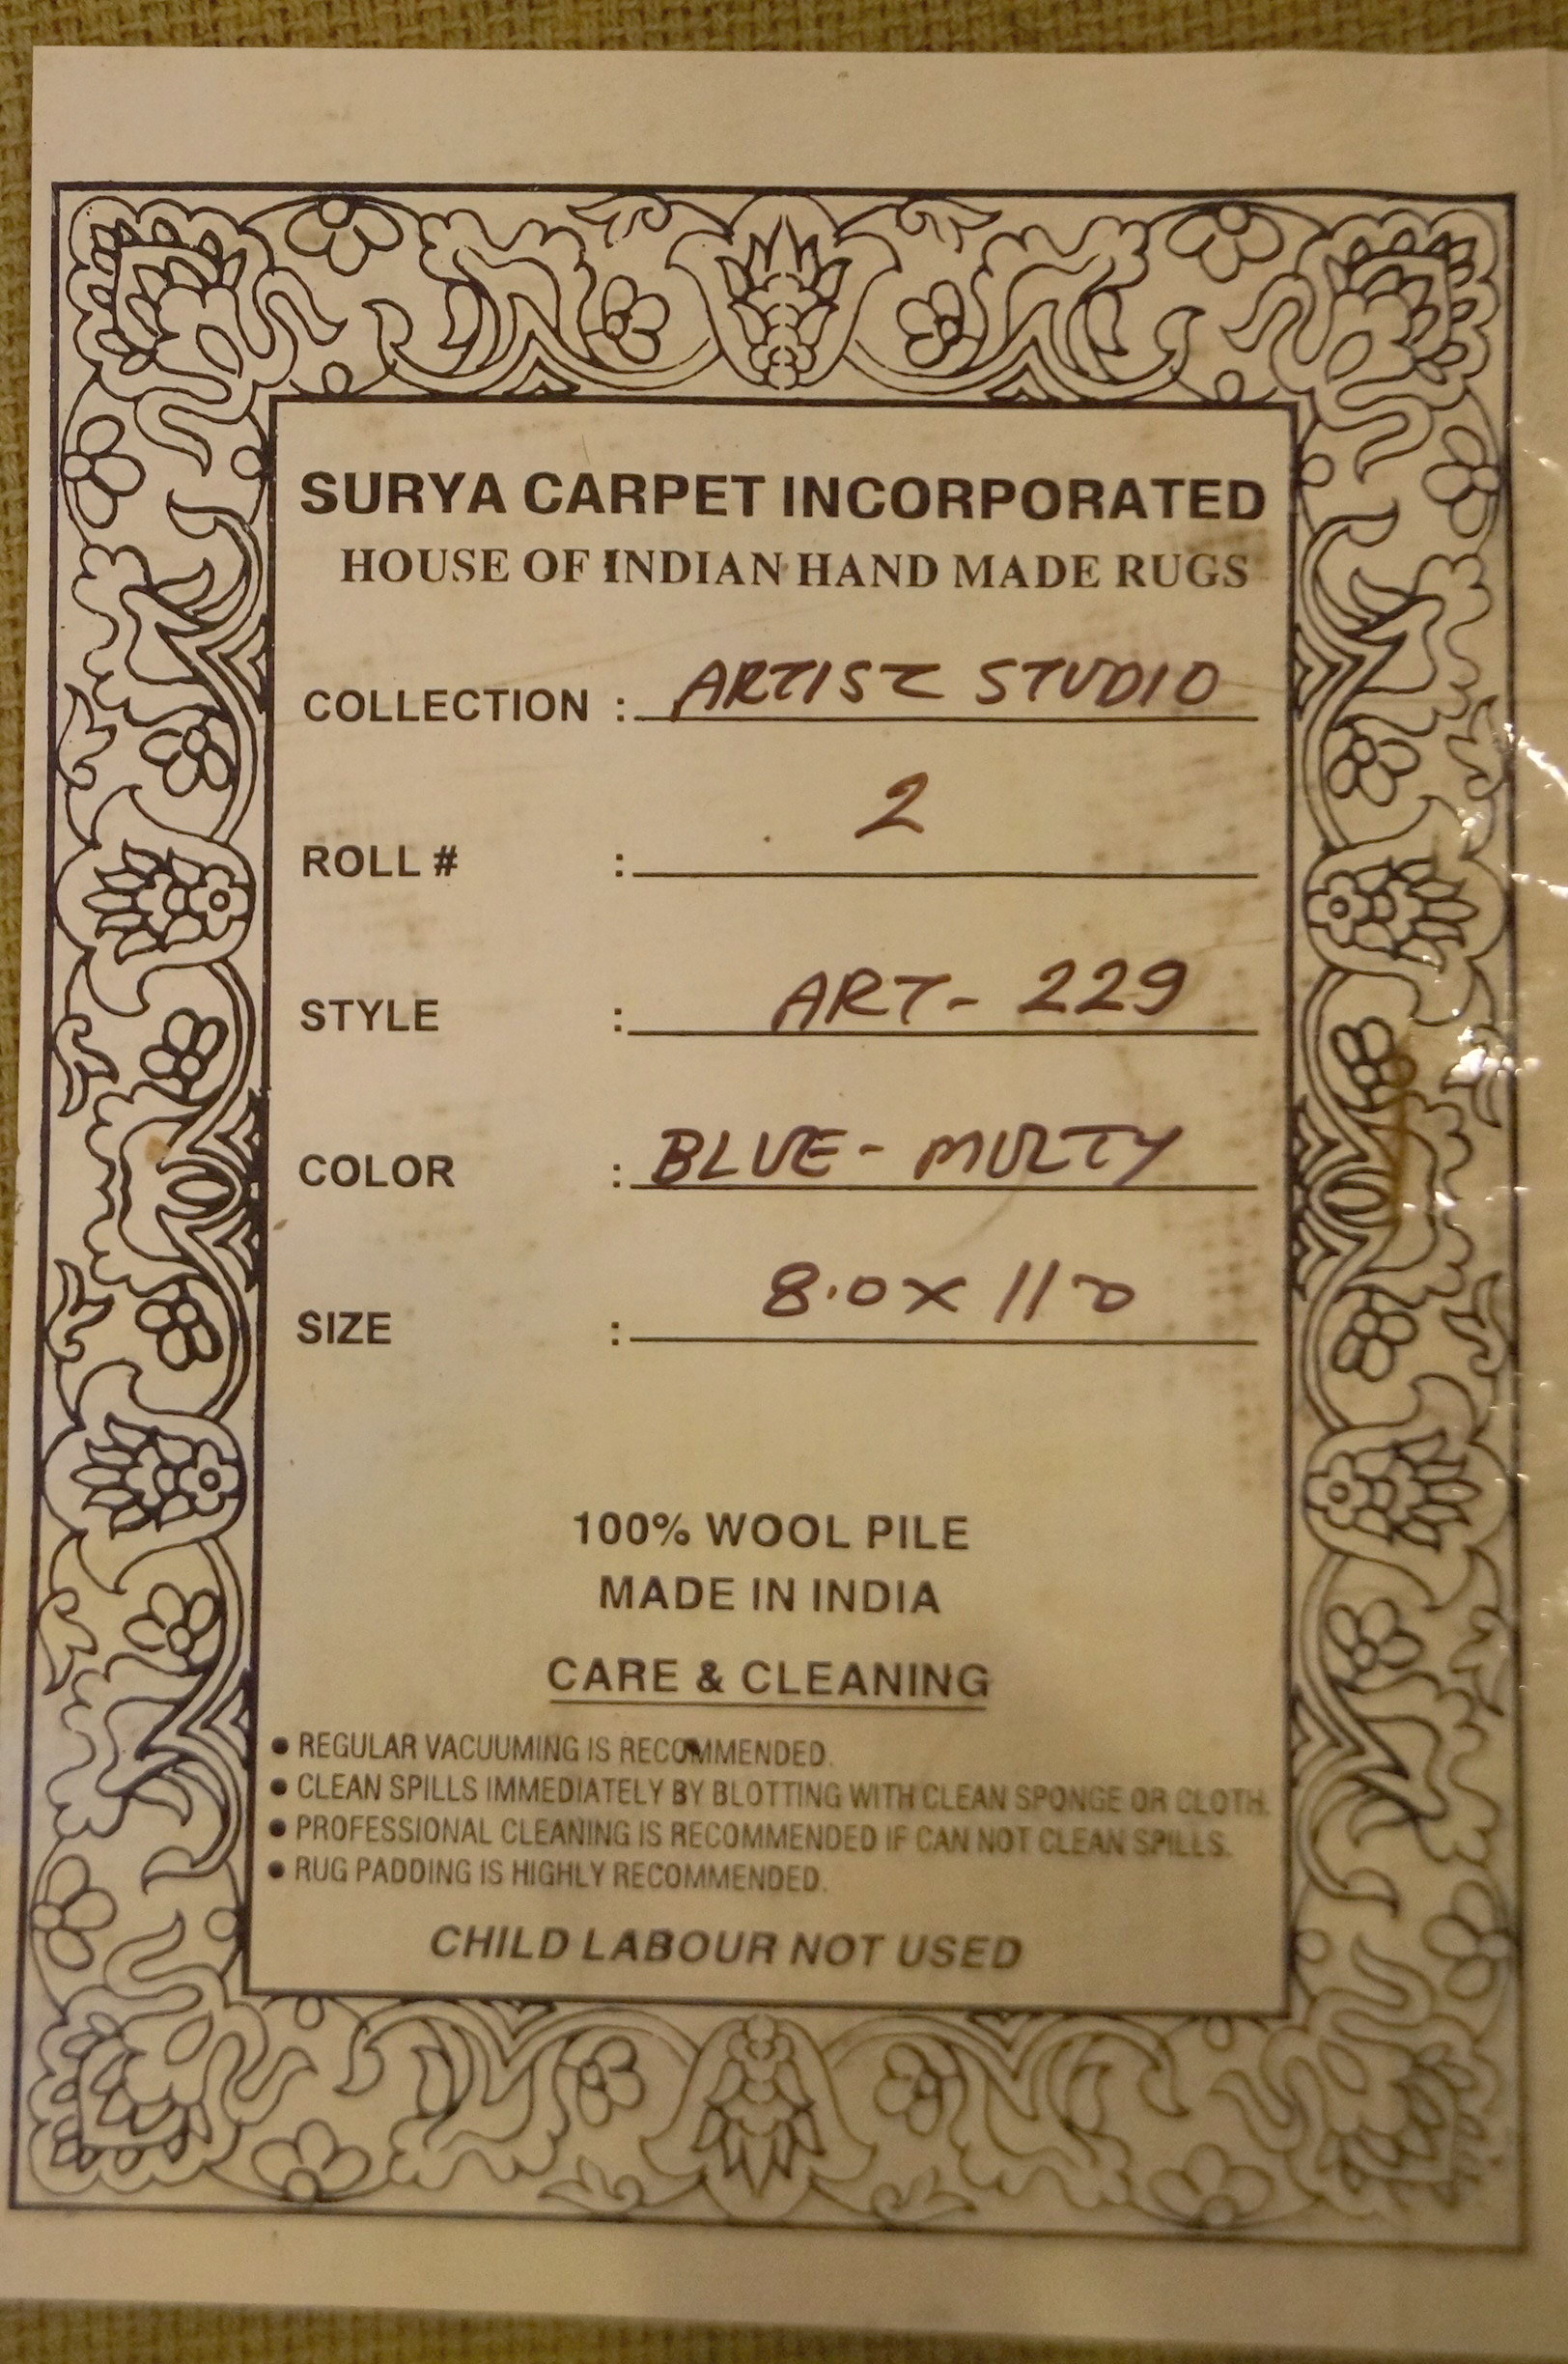 SURYA CARPET INCORPORATED
HOUSE OF INDIAN HAND MADE RUGS
COLLECTION : ARTIST STUDIO
ROLL # : 2
STYLE : ART- 229
COLOR : BLUE- MULTY
SIZE : 8.0 X 11 0
100% WOOL PILE
MADE IN INDIA
CARE & CLEANING
• REGULAR VACUUMING IS RECOMMENDED.
• CLEAN SPILLS IMMEDIATELY BY BLOTTING WITH CLEAN SPONGE OR CLOTH.
• PROFESSIONAL CLEANING IS RECOMMENDED IF CAN NOT CLEAN SPILLS.
• RUG PADDING IS HIGHLY RECOMMENDED.
CHILD LABOUR NOT USED